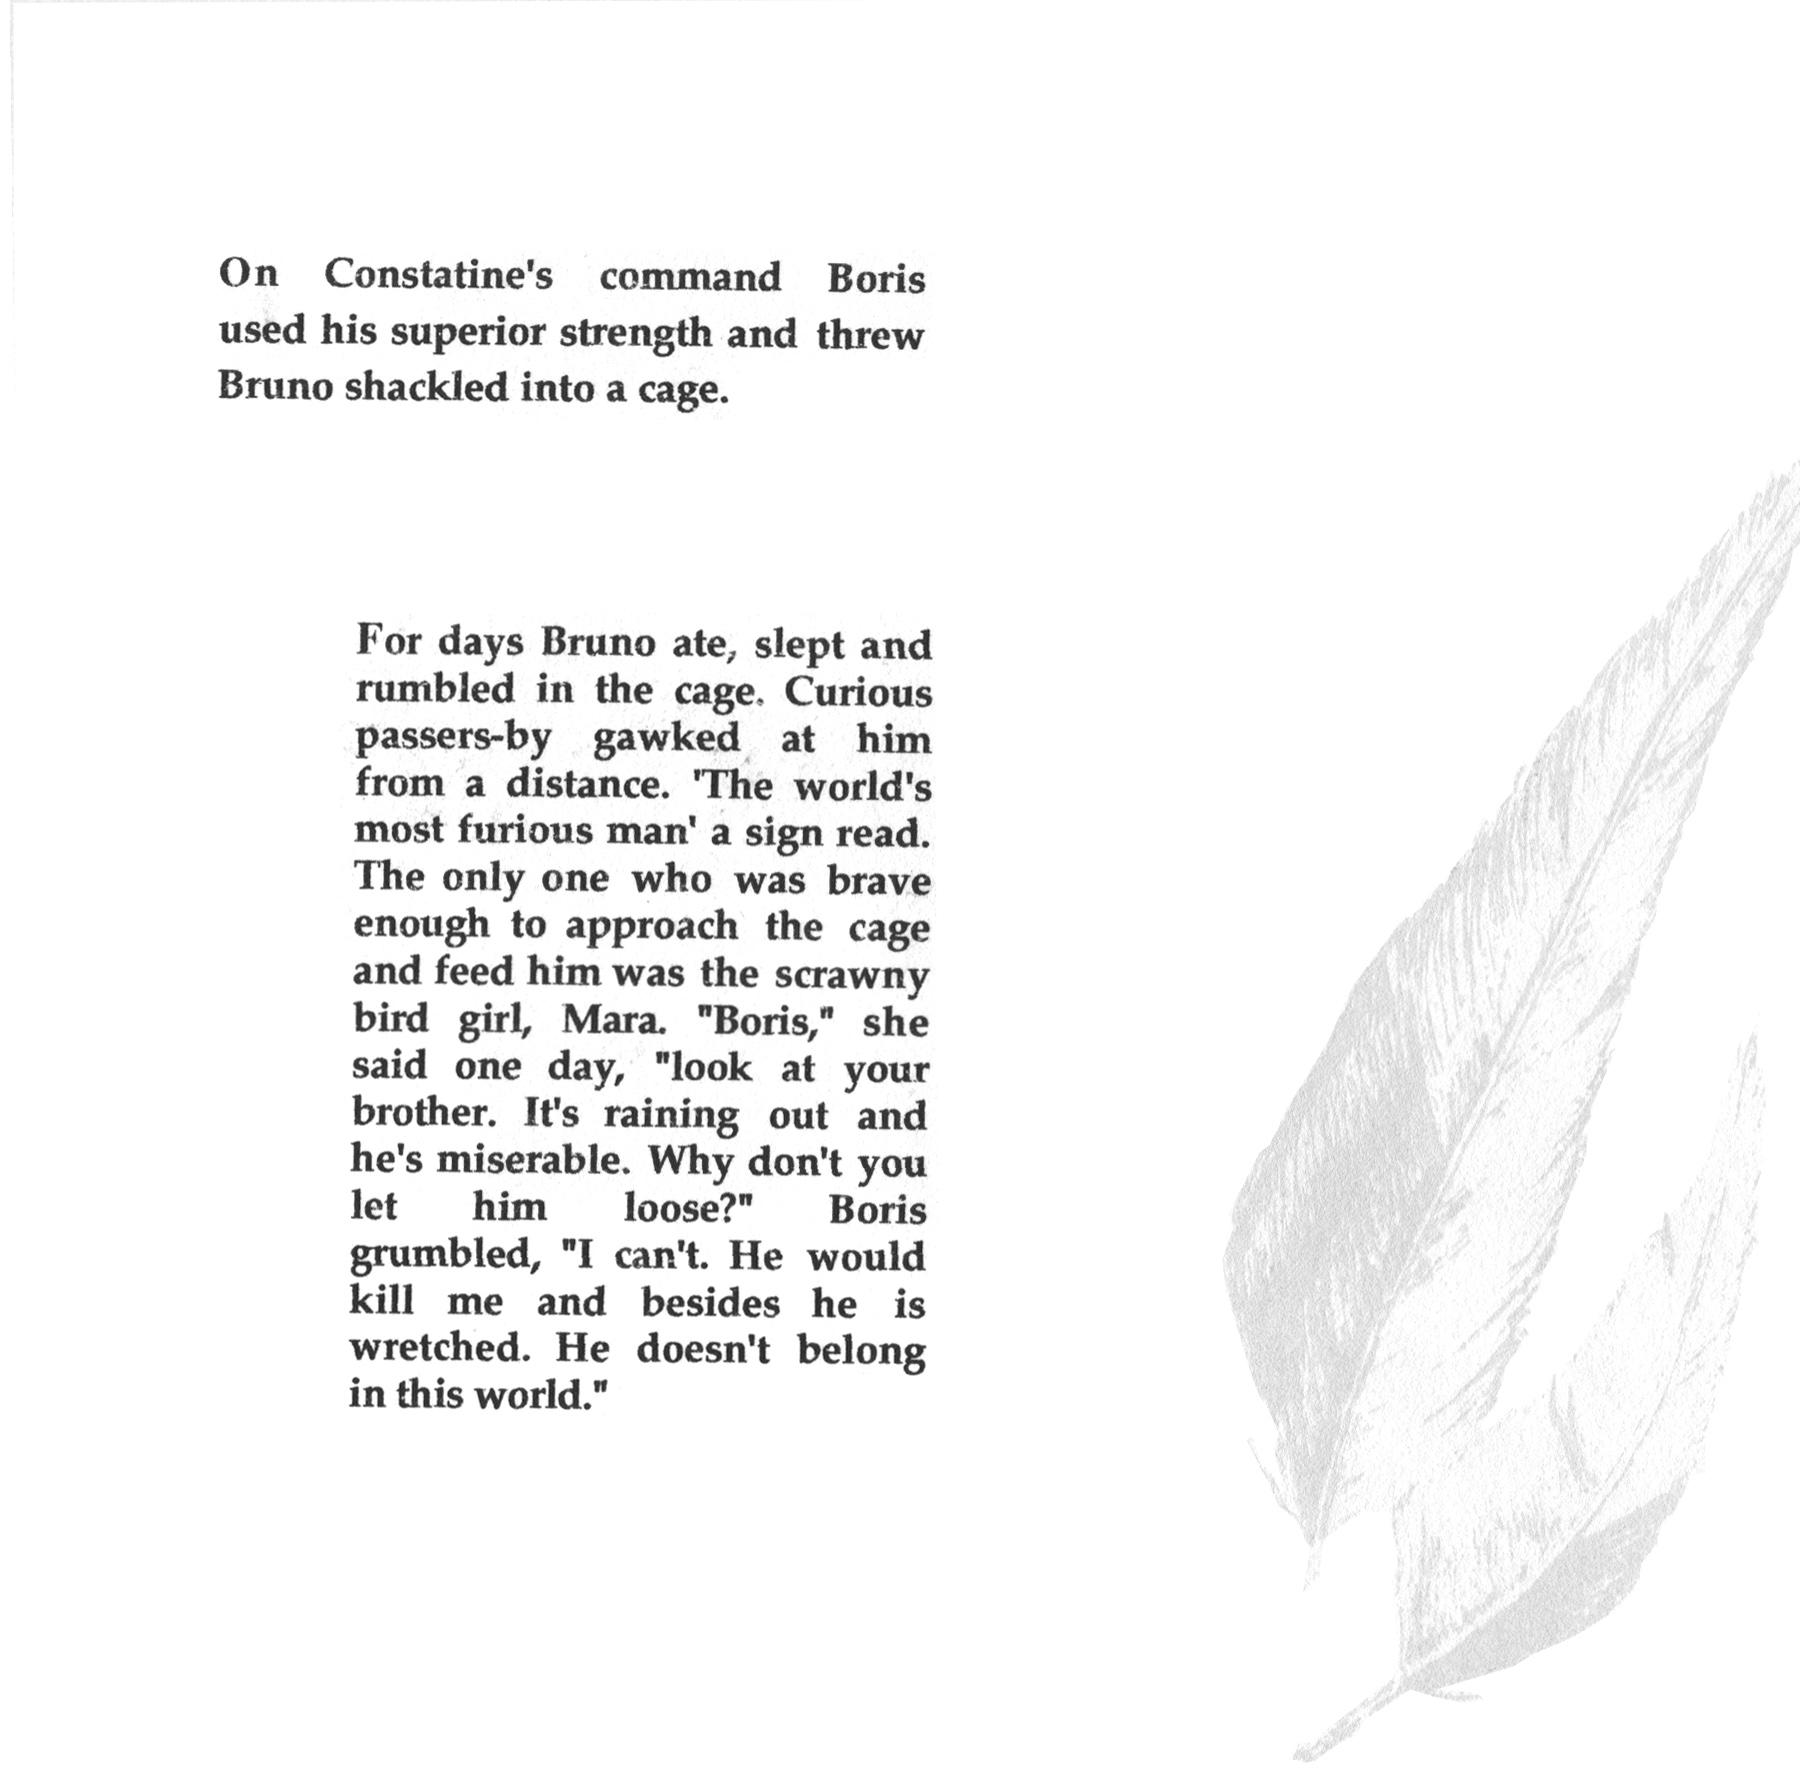 On Constatine's command Boris
used his superior strength and threw
Bruno shackled into a cage.
For days Bruno ate, slept and
rumbled in the cage. Curious
passers-by gawked at him
from a distance. 'The world's
most furious man' a sign read.
The only one who was brave
enough to approach the cage
and feed him was the scrawny
bird girl, Mara. "Boris," she
said one day, "look at your
brother. It's raining out and
he's miserable. Why don't you
let him loose?" Boris
grumbled, "I can't. He would
kill me and besides he is
wretched. He doesn't belong
in this world."